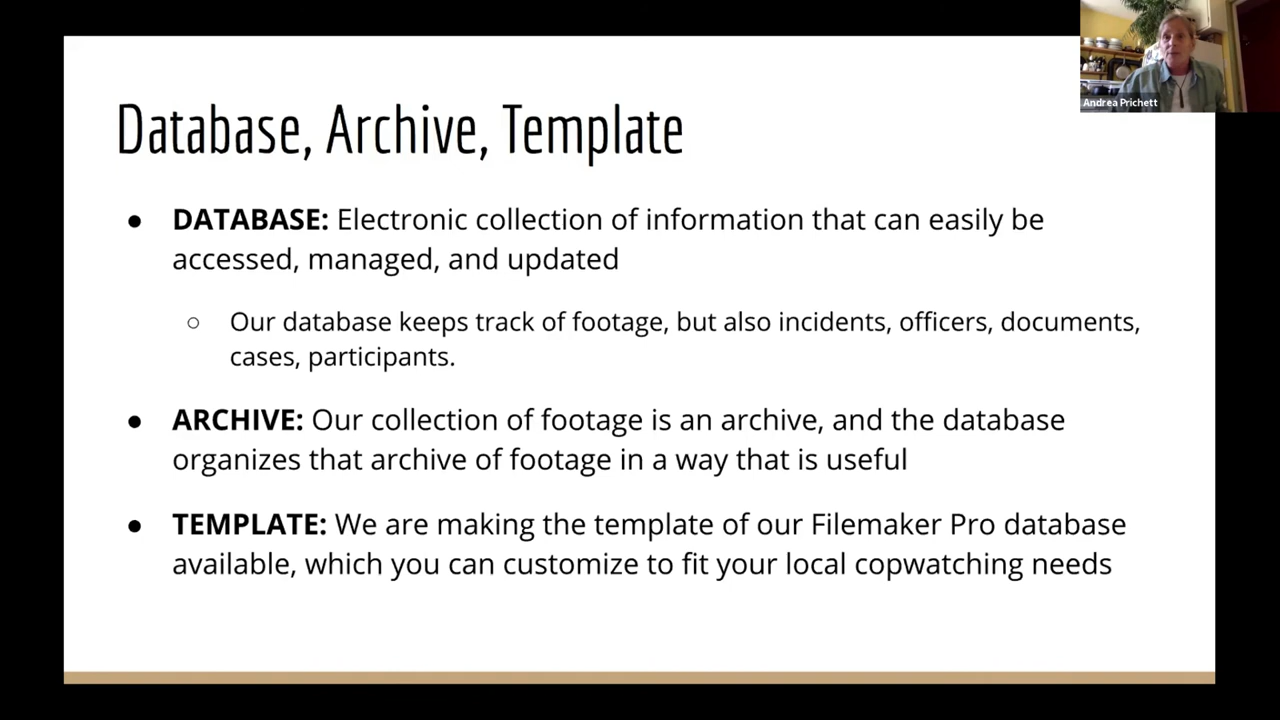 Database, Archive, Template
Andrea Prichett
● DATABASE: Electronic collection of information that can easily be
accessed, managed, and updated
○ Our database keeps track of footage, but also incidents, officers, documents,
cases, participants.
● ARCHIVE: Our collection of footage is an archive, and the database
organizes that archive of footage in a way that is useful
● TEMPLATE: We are making the template of our Filemaker Pro database
available, which you can customize to fit your local copwatching needs